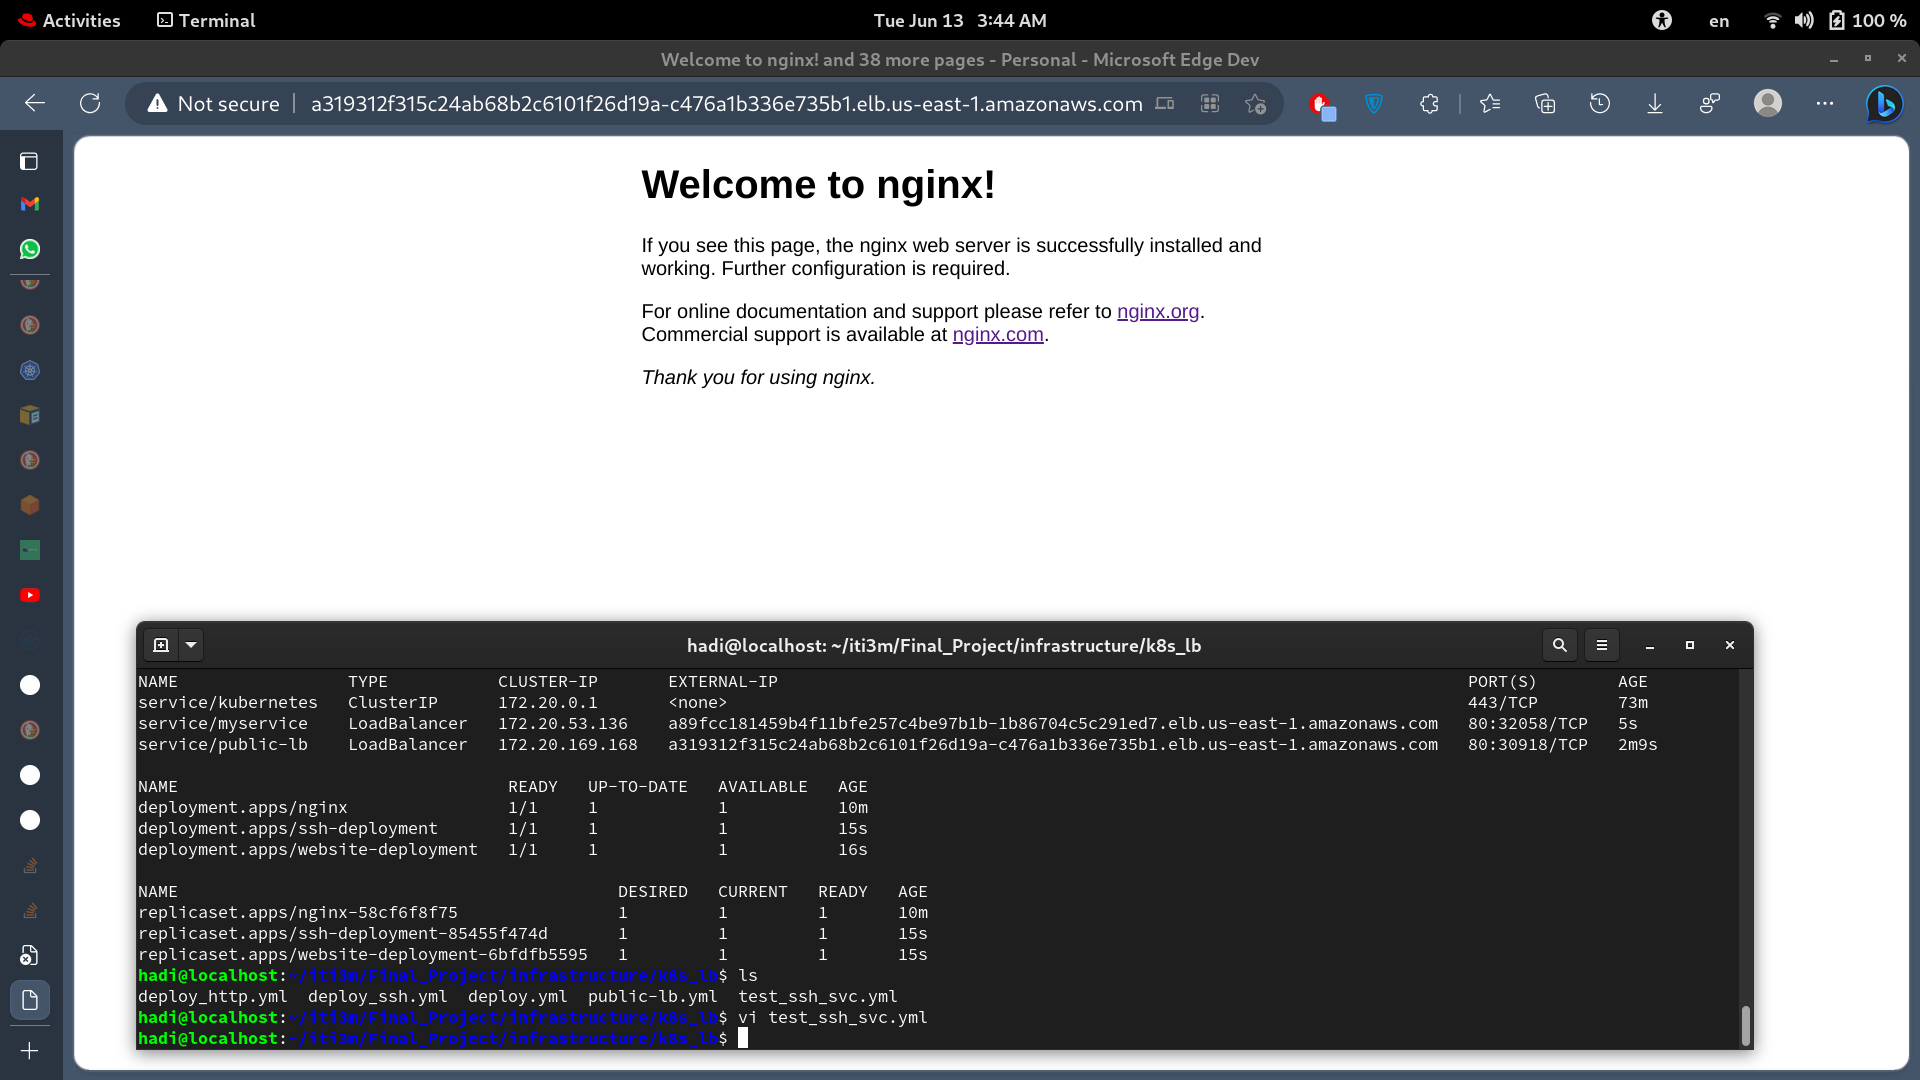 Activities Terminal Tue Jun 13 3:44 AM en 100 %
Welcome to nginx! and 38 more pages - Personal - Microsoft Edge Dev
Not secure a319312f315c24ab68b2c6101f26d19a-c476a1b336e735b1.elb.us-east-1.amazonaws.com
Welcome to nginx!
If you see this page, the nginx web server is successfully installed and
working. Further configuration is required.
For online documentation and support please refer to nginx.org.
Commercial support is available at nginx.com.
Thank you for using nginx.
hadi@localhost: ~/iti3m/Final_Project/infrastructure/k8s_lb
NAME TYPE CLUSTER-IP EXTERNAL-IP PORT(S) AGE
service/kubernetes ClusterIP 172.20.0.1 <none> 443/TCP 73m
service/myservice LoadBalancer 172.20.53.136 a89fcc181459b4f11bfe257c4be97b1b-1b86704c5c291ed7.elb.us-east-1.amazonaws.com 80:32058/TCP 5s
service/public-lb LoadBalancer 172.20.169.168 a319312f315c24ab68b2c6101f26d19a-c476a1b336e735b1.elb.us-east-1.amazonaws.com 80:30918/TCP 2m9s
NAME READY UP-TO-DATE AVAILABLE AGE
deployment.apps/nginx 1/1 1 1 10m
deployment.apps/ssh-deployment 1/1 1 1 15s
deployment.apps/website-deployment 1/1 1 1 16s
NAME DESIRED CURRENT READY AGE
replicaset.apps/nginx-58cf6f8f75 1 1 1 10m
replicaset.apps/ssh-deployment-85455f474d 1 1 1 15s
replicaset.apps/website-deployment-6bfdfb5595 1 1 1 15s
hadi@localhost:~/iti3m/Final_Project/infrastructure/k8s_lb$ ls
deploy_http.yml deploy_ssh.yml deploy.yml public-lb.yml test_ssh_svc.yml
hadi@localhost:~/iti3m/Final_Project/infrastructure/k8s_lb$ vi test_ssh_svc.yml
hadi@localhost:~/iti3m/Final_Project/infrastructure/k8s_lb$